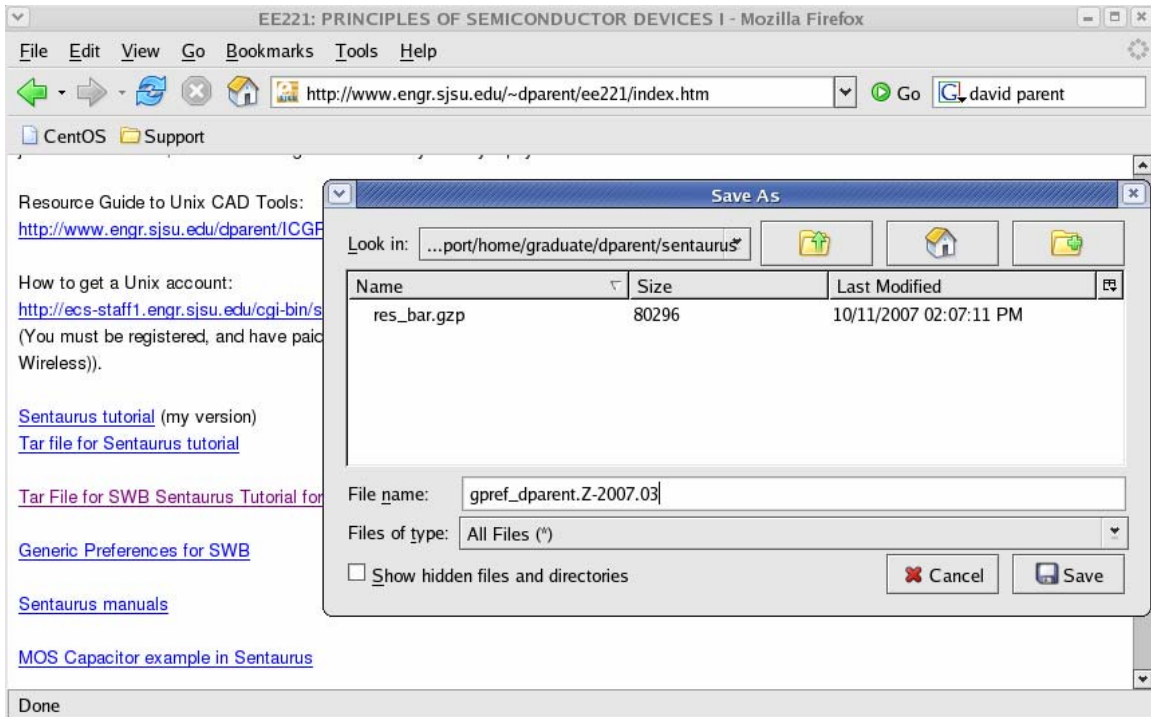 EE221: PRINCIPLES OF SEMICONDUCTOR DEVICES I - Mozilla Firefox
File Edit View Go Bookmarks Tools Help
http://www.engr.sjsu.edu/~dparent/ee221/index.htm Go G david parent
CentOS Support
Resource Guide to Unix CAD Tools:
http://www.engr.sjsu.edu/dparent/ICGP
How to get a Unix account:
http://ecs-staff1.engr.sjsu.edu/cgi-bin/s
(You must be registered, and have paid
Wireless)).
Sentaurus tutorial (my version)
Tar file for Sentaurus tutorial
Tar File for SWB Sentaurus Tutorial for
Generic Preferences for SWB
Sentaurus manuals
MOS Capacitor example in Sentaurus
Done
Save As
Look in: ...port/home/graduate/dparent/sentaurus
Name Size Last Modified
res_bar.gzp 80296 10/11/2007 02:07:11 PM
File name: gpref_dparent.Z-2007.03
Files of type: All Files (*)
Show hidden files and directories Cancel Save